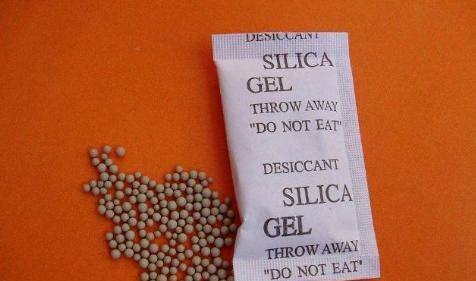 DESICCANT
SILICA
GEL
THROW AWAY
"DO NOT EAT"
DESICCANT
SILICA
GEL
THROW AWAY
"DO NOT EAT"